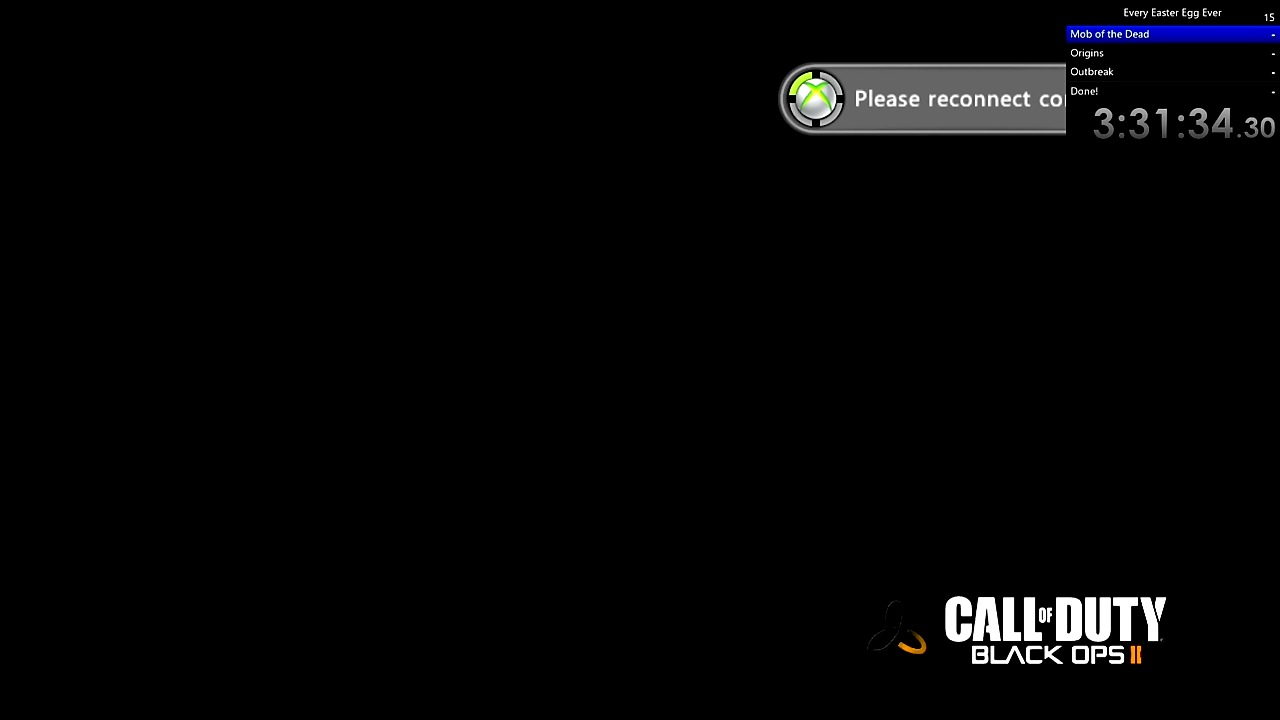 Every Easter Egg Ever
15
Mob of the Dead -
Origins -
Outbreak -
Done! -
3:31:34.30
Please reconnect
CALL OF DUTY
BLACK OPS II